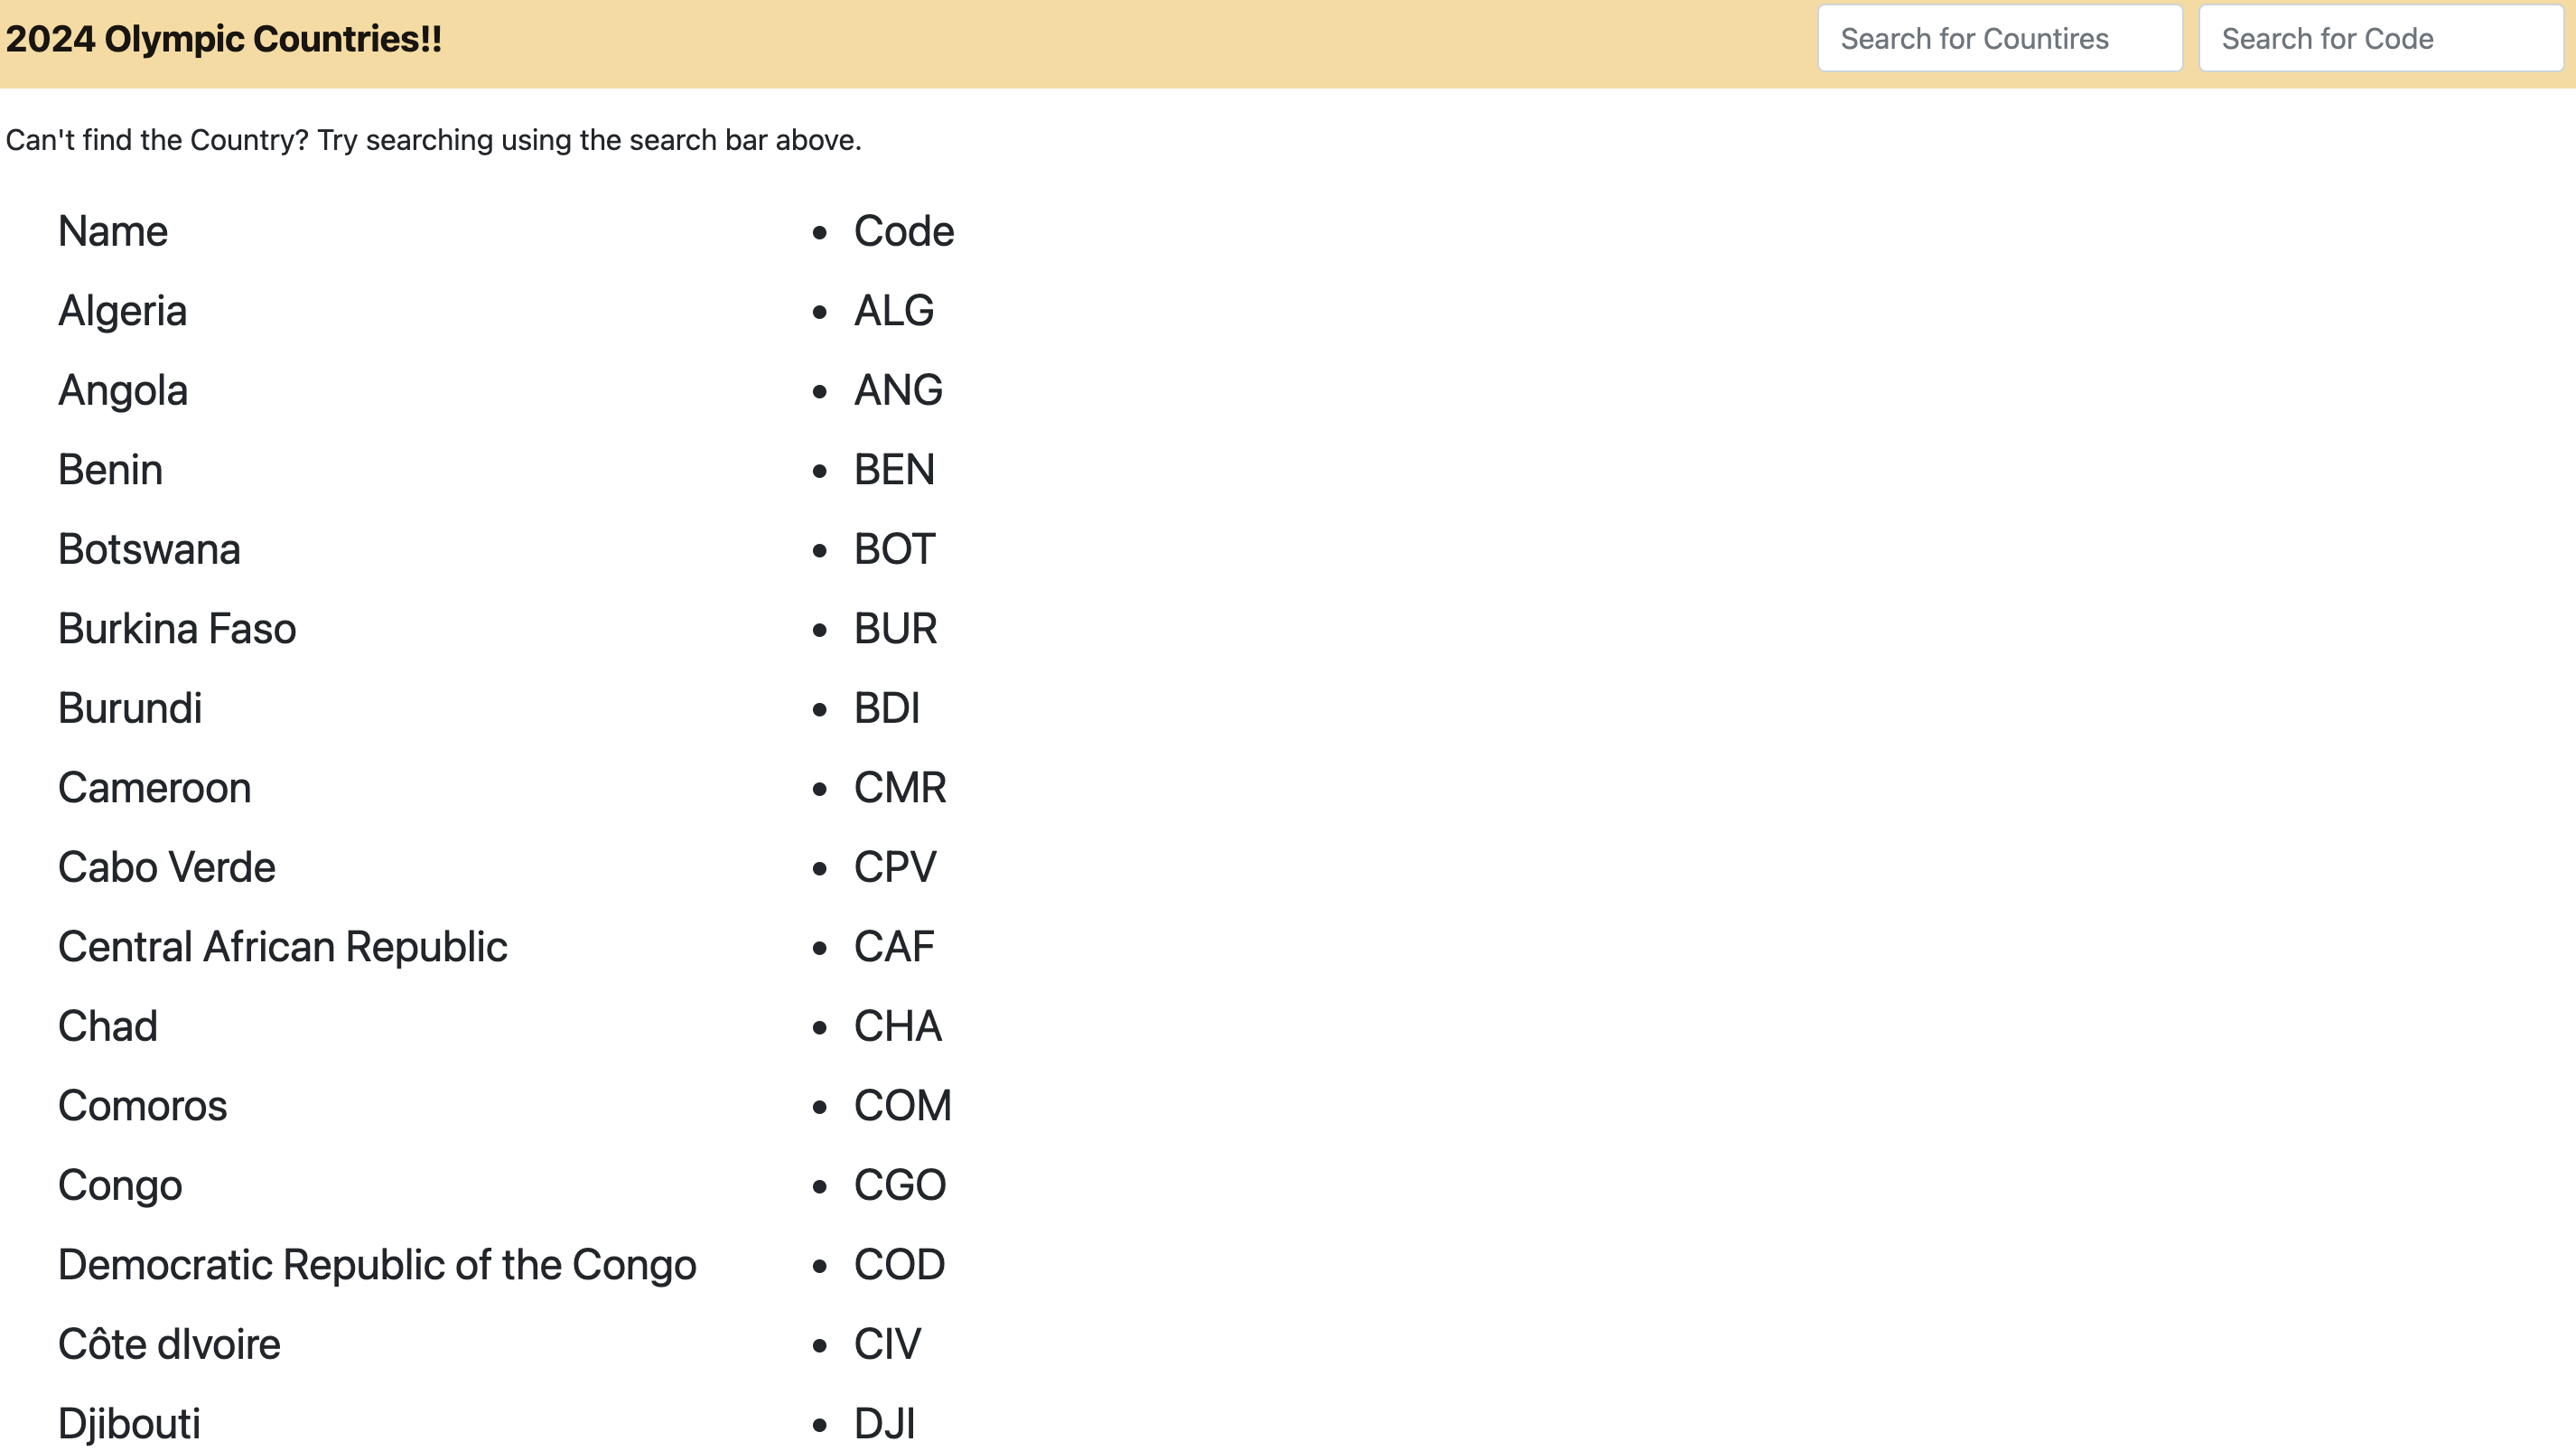 2024 Olympic Countries!! Search for Countires Search for Code
Can't find the Country? Try searching using the search bar above.
Name • Code
Algeria • ALG
Angola • ANG
Benin • BEN
Botswana • BOT
Burkina Faso • BUR
Burundi • BDI
Cameroon • CMR
Cabo Verde • CPV
Central African Republic • CAF
Chad • CHA
Comoros • COM
Congo • CGO
Democratic Republic of the Congo • COD
Côte dIvoire • CIV
Djibouti • DJI